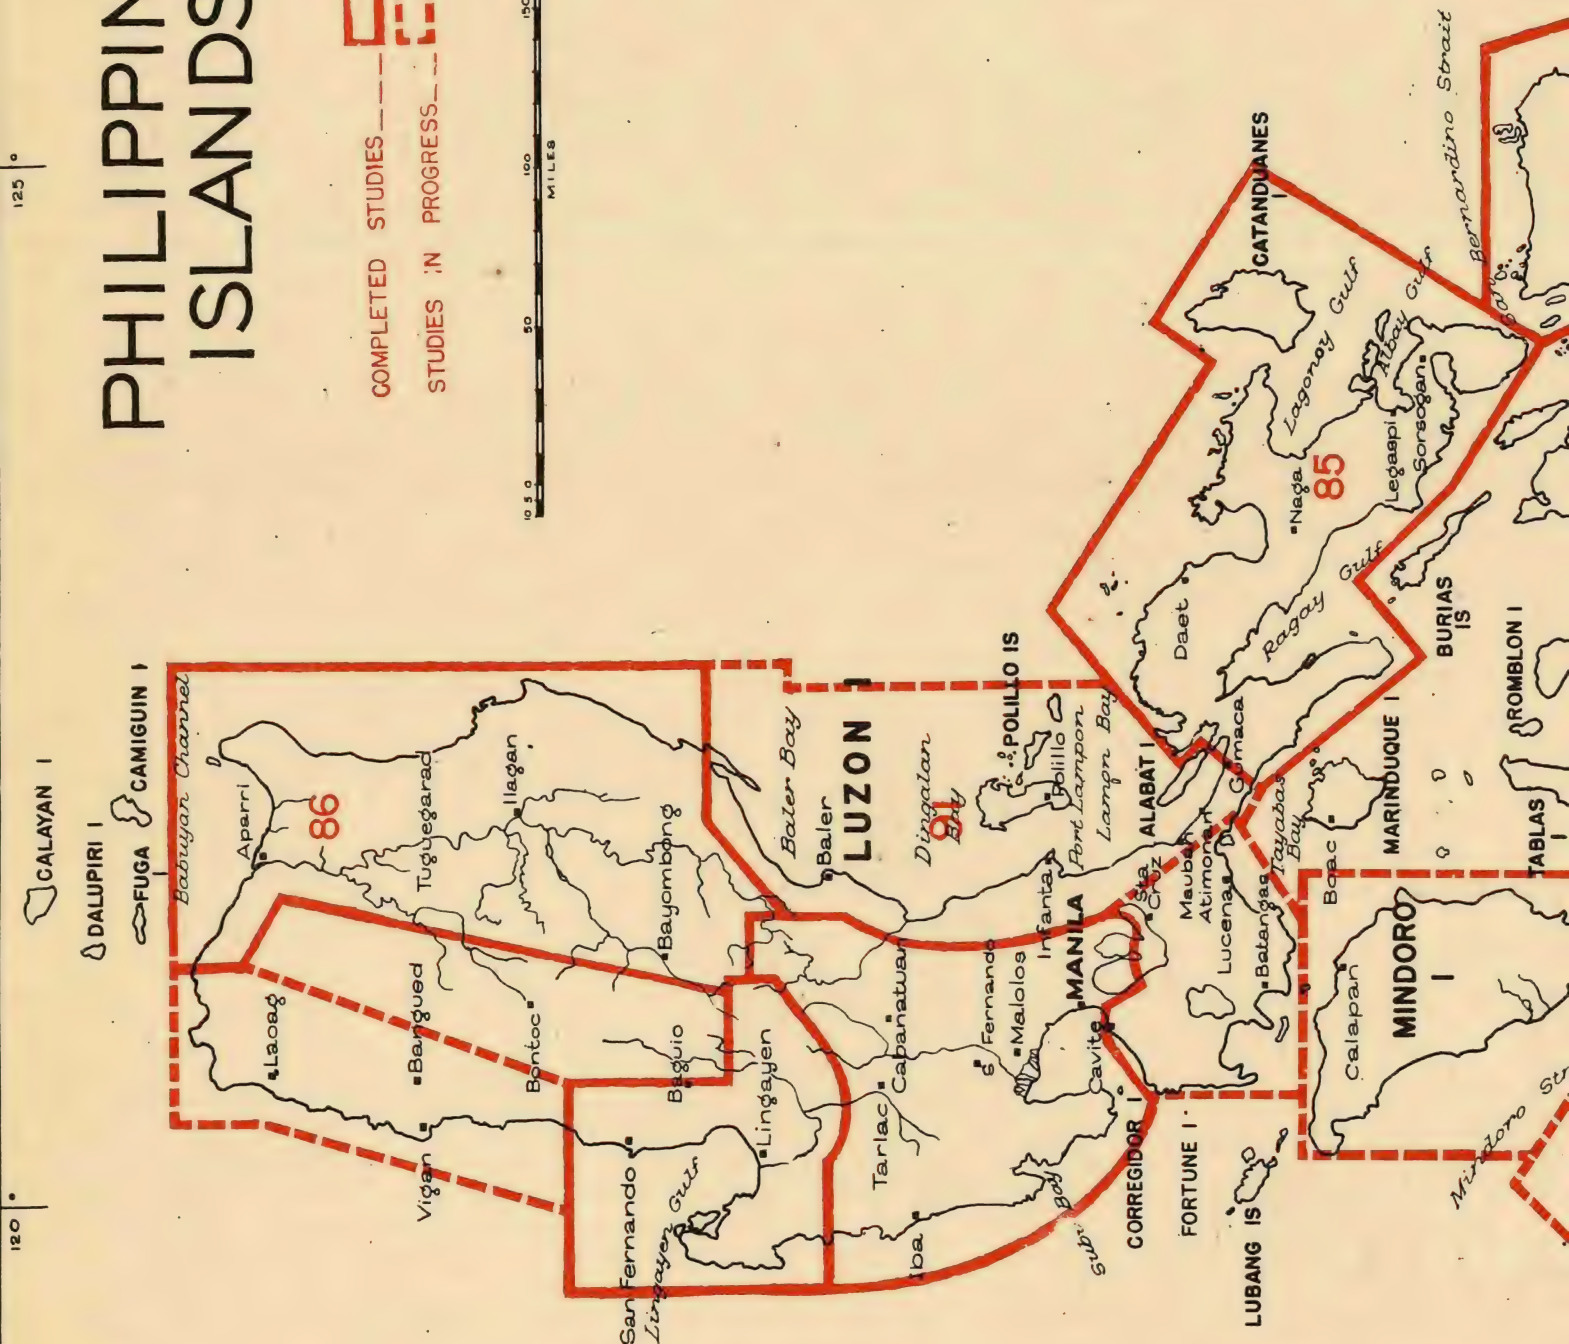 PHILIPPIN
ISLANDS
COMPLETED STUDIES
STUDIES IN PROGRESS
10 5 0 50 100 150
MILES
125°
120°
CALAYAN I
DALUPIRI I
FUGA I
CAMIGUIN I
Babuyan Channel
Aparri
86
Laoag
Tuguegarad
Bangued
Vigan
Ilagan
Bontoc
Bayombong
Baguio
San Fernando
Lingayen Gulf
Lingayen
Baler Bay
Baler
LUZON I
Cabanatuan
Tarlac
Iba
Dingalan
Bay
91
S Fernando
Malolos
POLILLO IS
Polillo
Infanta
Port Lampon
Lamon Bay
MANILA
Cavite
Subic Bay
CORREGIDOR I
FORTUNE I
LUBANG IS
Sta
Cruz
ALABAT I
Mauban
Atimonan
Lucena
Gumaca
Batangas
Tayabas
Bay
Boac
MARINDUQUE I
Calapan
MINDORO
I
Mindoro Str
Daet
Ragay Gulf
Naga
85
Lagonoy Gulf
CATANDUANES
I
Legaspi
Albay Gulf
Sorsogan
San Bernardino Strait
BURIAS
IS
ROMBLON I
TABLAS
I